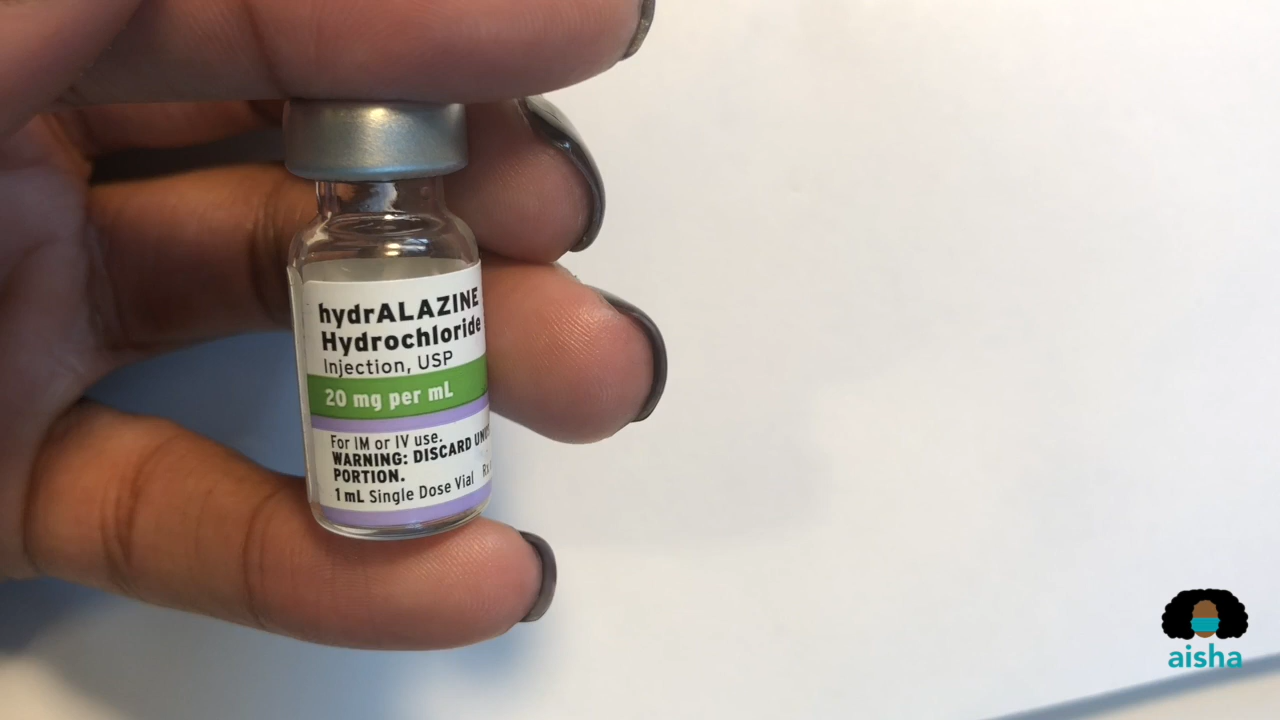 hydrALAZINE
Hydrochloride
Injection, USP
20 mg per mL
For IM or IV use.
WARNING: DISCARD
PORTION.
1 mL Single Dose Vial
aisha